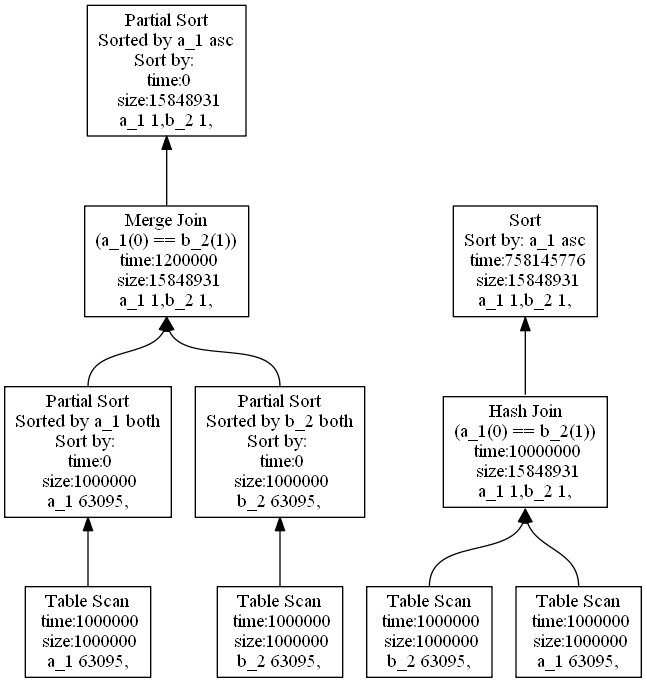 Partial Sort
Sorted by a_1 asc
Sort by:
time:0
size:15848931
a_1 1,b_2 1,
Merge Join
(a_1(0) == b_2(1))
time:1200000
size:15848931
a_1 1,b_2 1,
Sort
Sort by: a_1 asc
time:758145776
size:15848931
a_1 1,b_2 1,
Partial Sort
Sorted by a_1 both
Sort by:
time:0
size:1000000
a_1 63095,
Partial Sort
Sorted by b_2 both
Sort by:
time:0
size:1000000
b_2 63095,
Hash Join
(a_1(0) == b_2(1))
time:10000000
size:15848931
a_1 1,b_2 1,
Table Scan
time:1000000
size:1000000
a_1 63095,
Table Scan
time:1000000
size:1000000
b_2 63095,
Table Scan
time:1000000
size:1000000
b_2 63095,
Table Scan
time:1000000
size:1000000
a_1 63095,